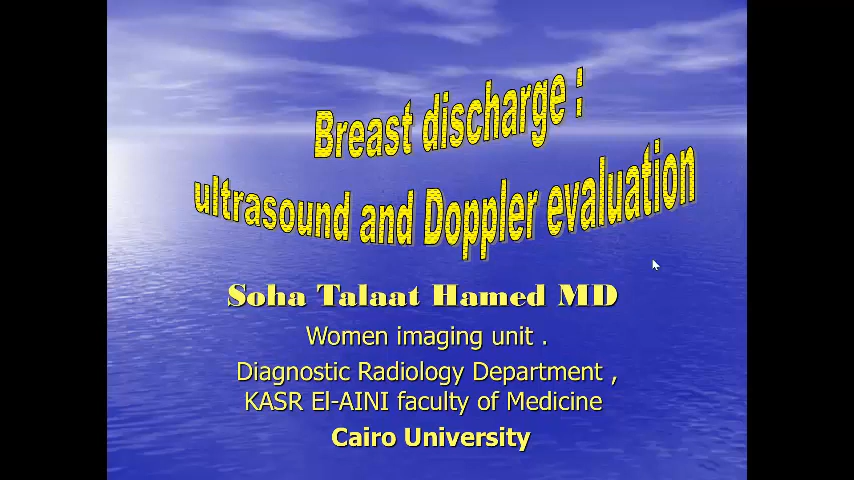 Breast discharge :
ultrasound and Doppler evaluation
Soha Talaat Hamed MD
Women imaging unit .
Diagnostic Radiology Department ,
KASR El-AINI faculty of Medicine
Cairo University